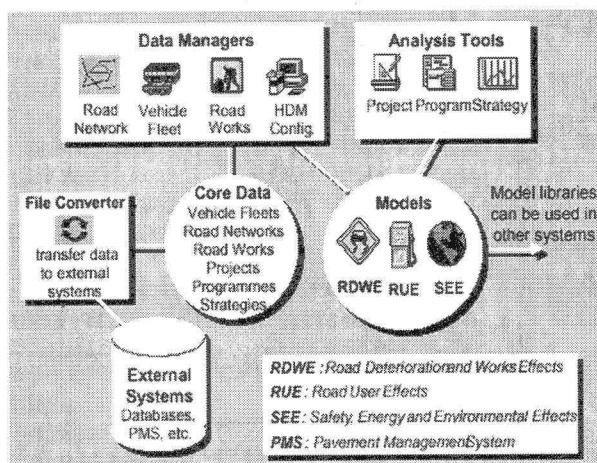 Data Managers
Road Network
Vehicle Fleet
Road Works
HDM Config.
Analysis Tools
Project Program Strategy
File Converter
transfer data
to external
systems
Core Data
Vehicle Fleets
Road Networks
Road Works
Projects
Programmes
Strategies
Models
RDWE RUE SEE
Model libraries
can be used in
other systems
External
Systems
Databases,
PMS, etc.
RDWE : Road Deterioration and Works Effects
RUE : Road User Effects
SEE : Safety, Energy and Environmental Effects
PMS : Pavement Management System